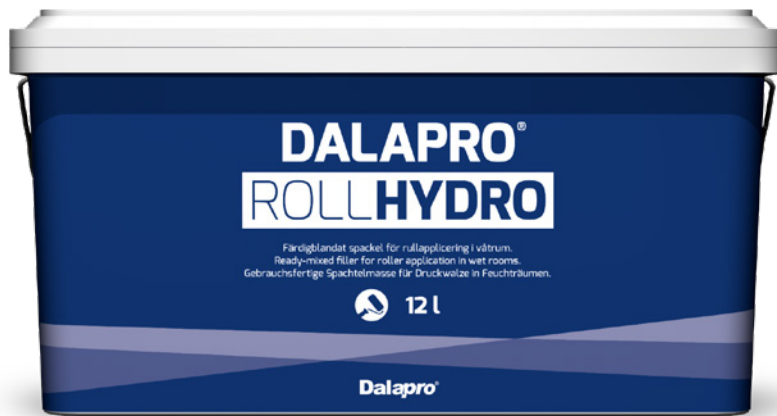 DALAPRO®
ROLLHYDRO
Färdigblandat spackel för rullapplicering i våtrum.
Ready-mixed filler for roller application in wet rooms.
Gebrauchsfertige Spachtelmasse für Druckwalze in Feuchträumen.
12 l
Dalapro®